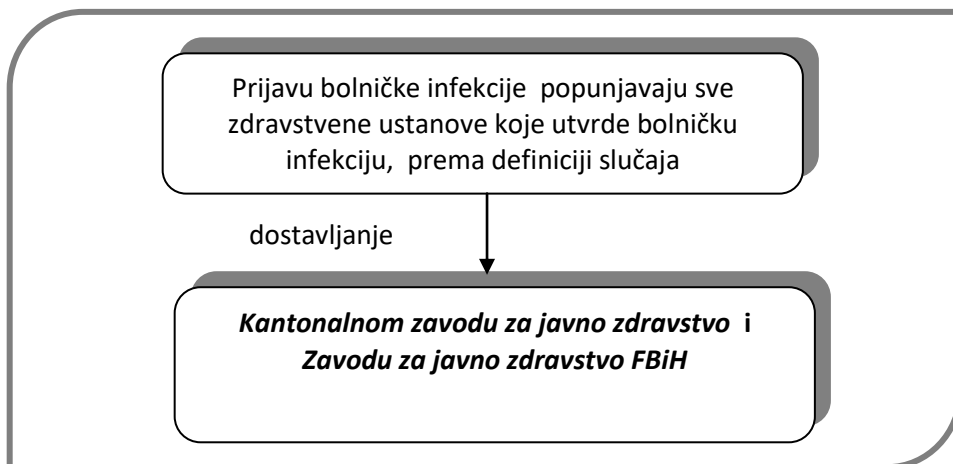 Prijavu bolničke infekcije popunjavaju sve
zdravstvene ustanove koje utvrde bolničku
infekciju, prema definiciji slučaja
dostavljanje
Kantonalnom zavodu za javno zdravstvo i
Zavodu za javno zdravstvo FBiH